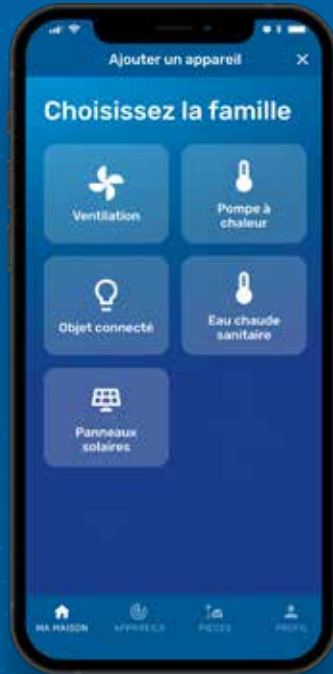 Ajouter un appareil
Choisissez la famille
Ventilation
Pompe à
chaleur
Objet connecté
Eau chaude
sanitaire
Panneaux
solaires
MA MAISON
APPAREILS
PIÈCES
PROFIL